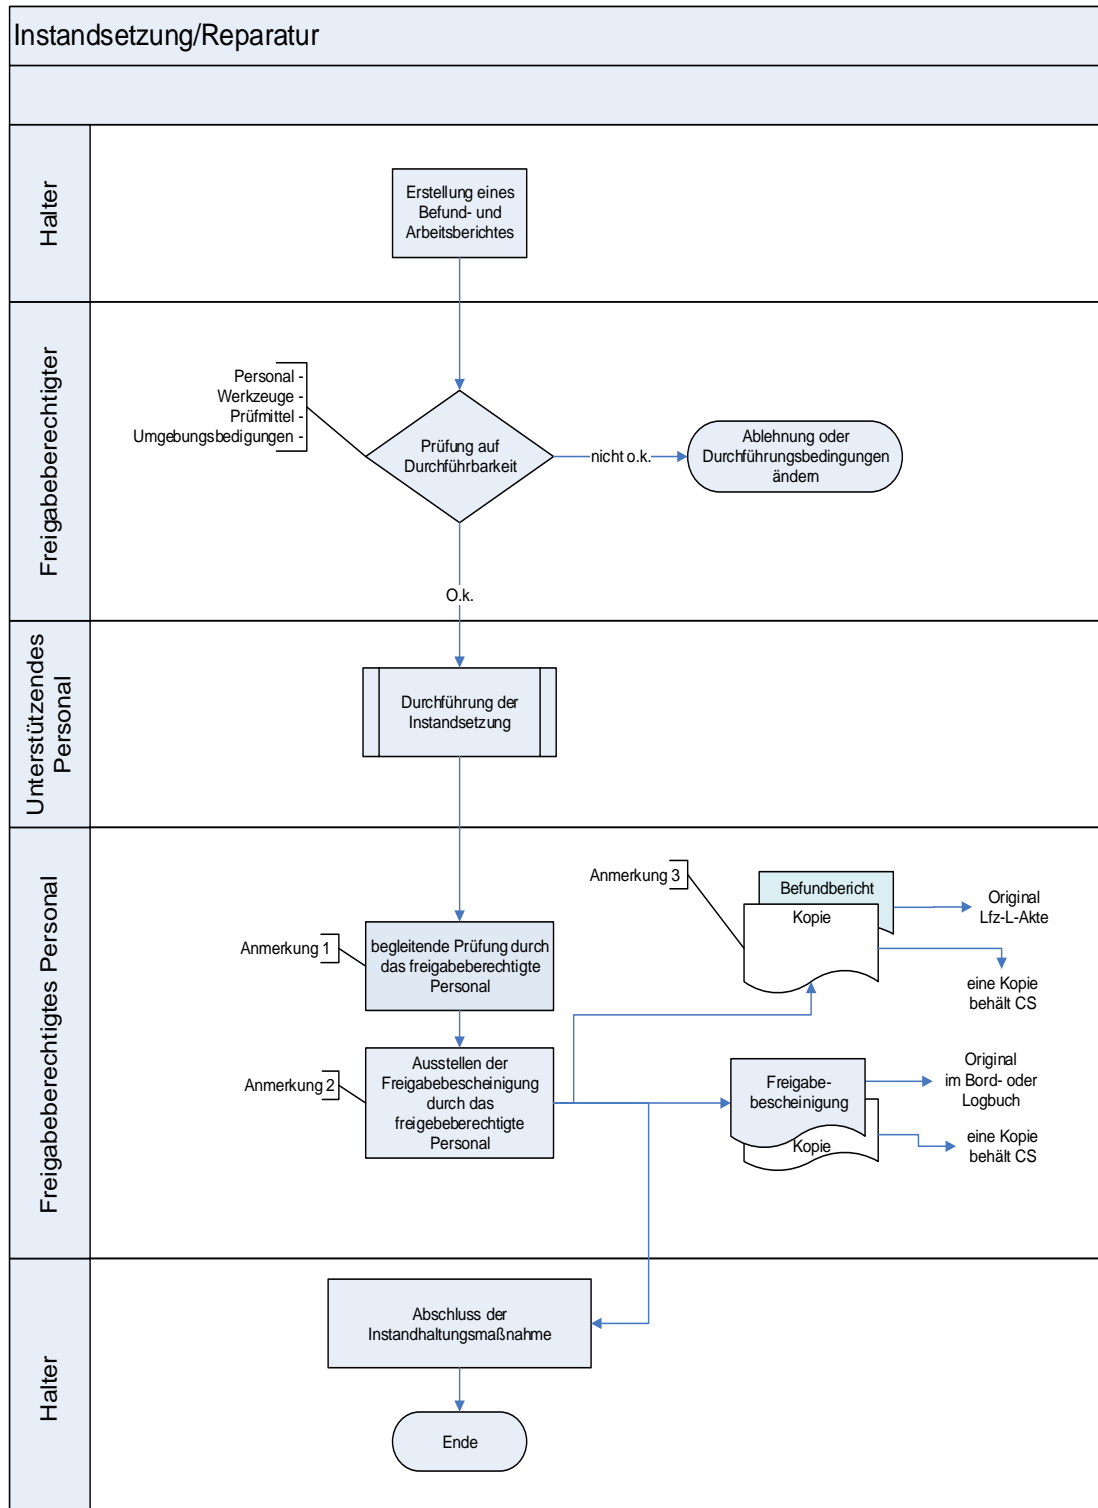 Instandsetzung/Reparatur
Halter
Erstellung eines
Befund- und
Arbeitsberichtes
Freigabeberechtigter
Personal -
Werkzeuge -
Prüfmittel -
Umgebungsbedigungen -
Prüfung auf
Durchführbarkeit
nicht o.k.
Ablehnung oder
Durchführungsbedingungen
ändern
O.k.
Unterstützendes
Personal
Durchführung der
Instandsetzung
Freigabeberechtigtes Personal
Anmerkung 3
Befundbericht
Kopie
Original
Lfz-L-Akte
eine Kopie
behält CS
Anmerkung 1
begleitende Prüfung durch
das freigabeberechtigte
Personal
Anmerkung 2
Ausstellen der
Freigabebescheinigung
durch das
freigebeberechtigte
Personal
Freigabe-
bescheinigung
Kopie
Original
im Bord- oder
Logbuch
eine Kopie
behält CS
Halter
Abschluss der
Instandhaltungsmaßnahme
Ende